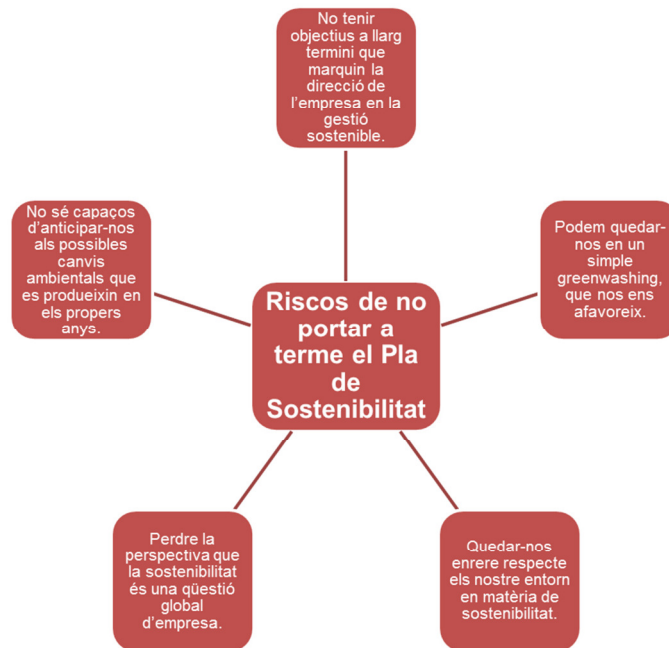 No tenir
objectius a llarg
termini que
marquin la
direcció de
l’empresa en la
gestió
sostenible.
No sé capaços
d’anticipar-nos
als possibles
canvis
ambientals que
es produeixin en
els propers
anys.
Podem quedar-
nos en un
simple
greenwashing,
que nos ens
afavoreix.
Riscos de no
portar a
terme el Pla
de
Sostenibilitat
Perdre la
perspectiva que
la sostenibilitat
és una qüestió
global
d’empresa.
Quedar-nos
enrere respecte
els nostre entorn
en matèria de
sostenibilitat.